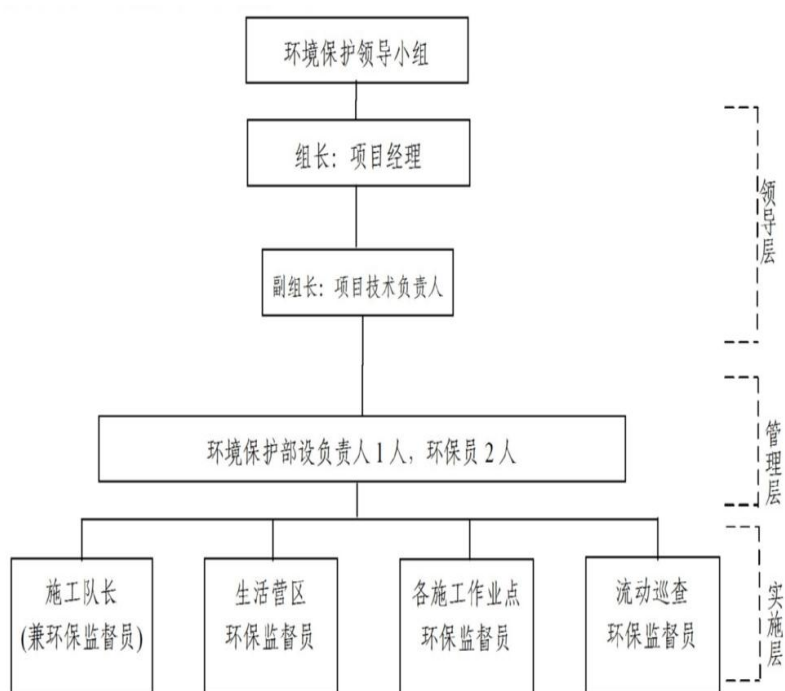 环境保护领导小组
组长：项目经理
副组长：项目技术负责人
领导层
环境保护部设负责人1人，环保员2人
管理层
施工队长
(兼环保监督员)
生活营区
环保监督员
各施工作业点
环保监督员
流动巡查
环保监督员
实施层